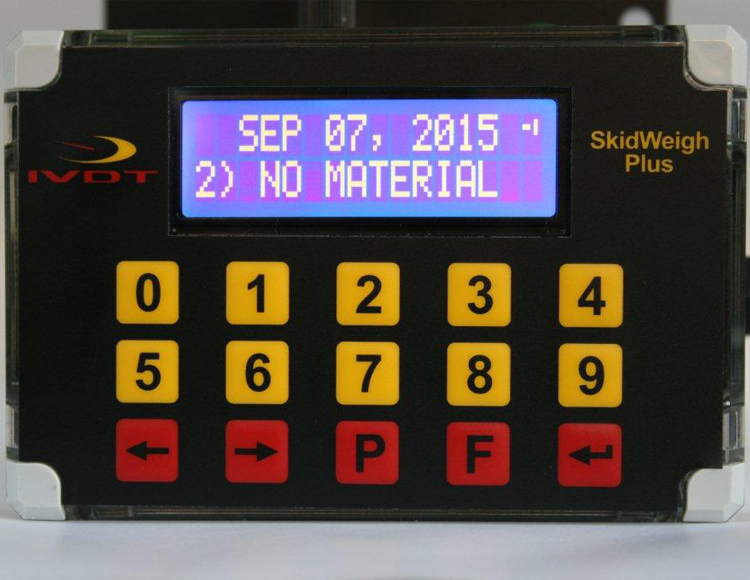 SEP 07, 2015
2) NO MATERIAL
IVDT
SkidWeigh
Plus
0 1 2 3 4
5 6 7 8 9
← → P F ↵